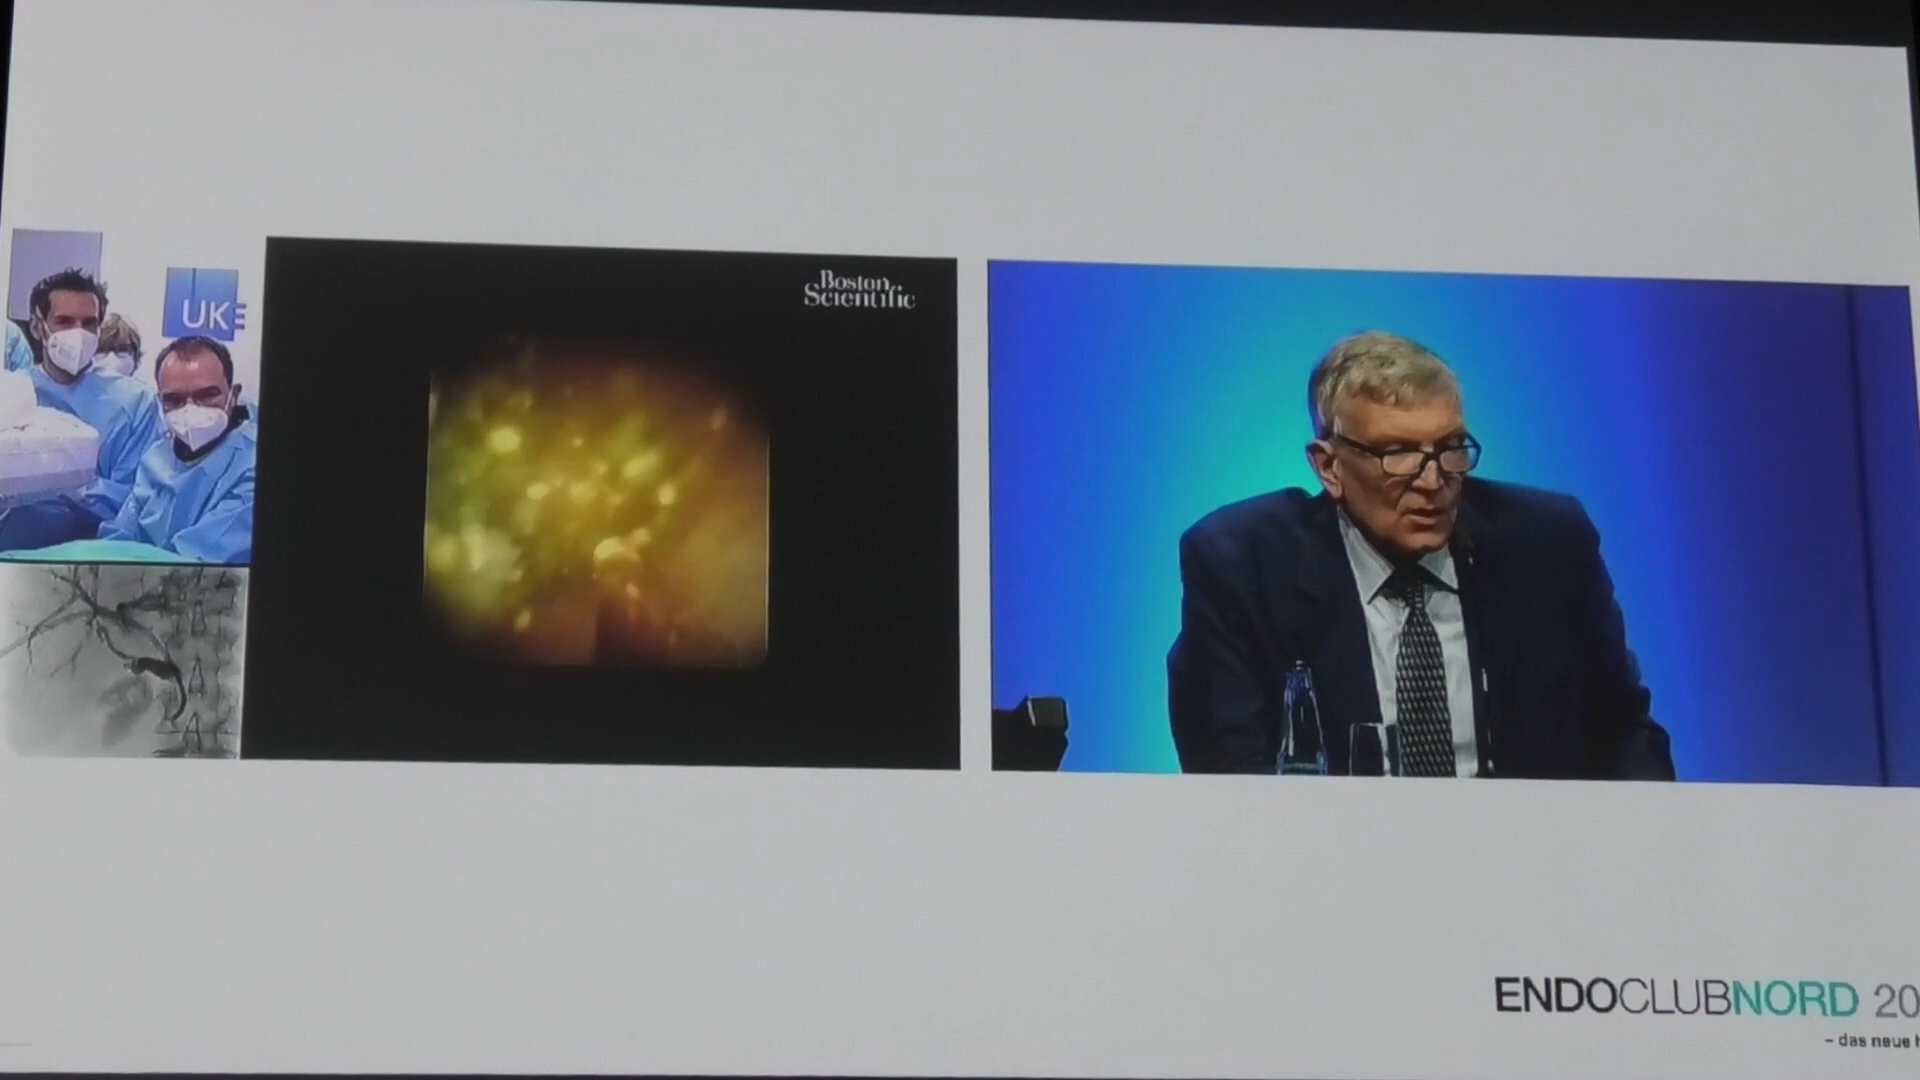 UKE
Boston
Scientific
ENDOCLUBNORD 20
– das neue